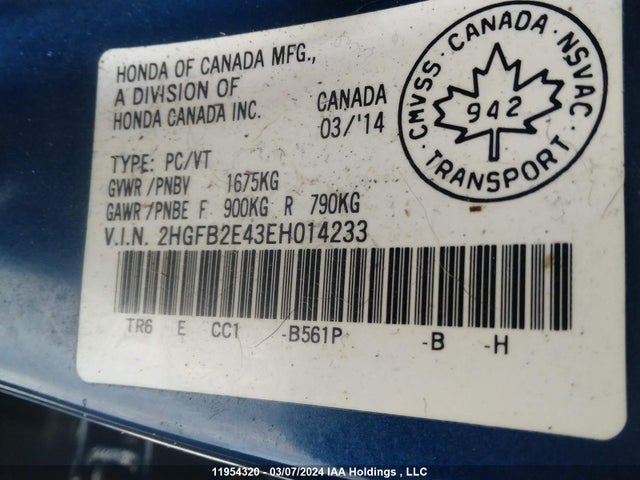 HONDA OF CANADA MFG.,
A DIVISION OF
HONDA CANADA INC.
CANADA
03/'14
CMVSS · CANADA · NSVAC
942
TRANSPORT
TYPE: PC/VT
GVWR/PNBV 1675KG
GAWR/PNBE F 900KG R 790KG
V.I.N. 2HGFB2E43EH014233
TR6 E CC1 -B561P -B -H
11954320 - 03/07/2024 IAA Holdings , LLC